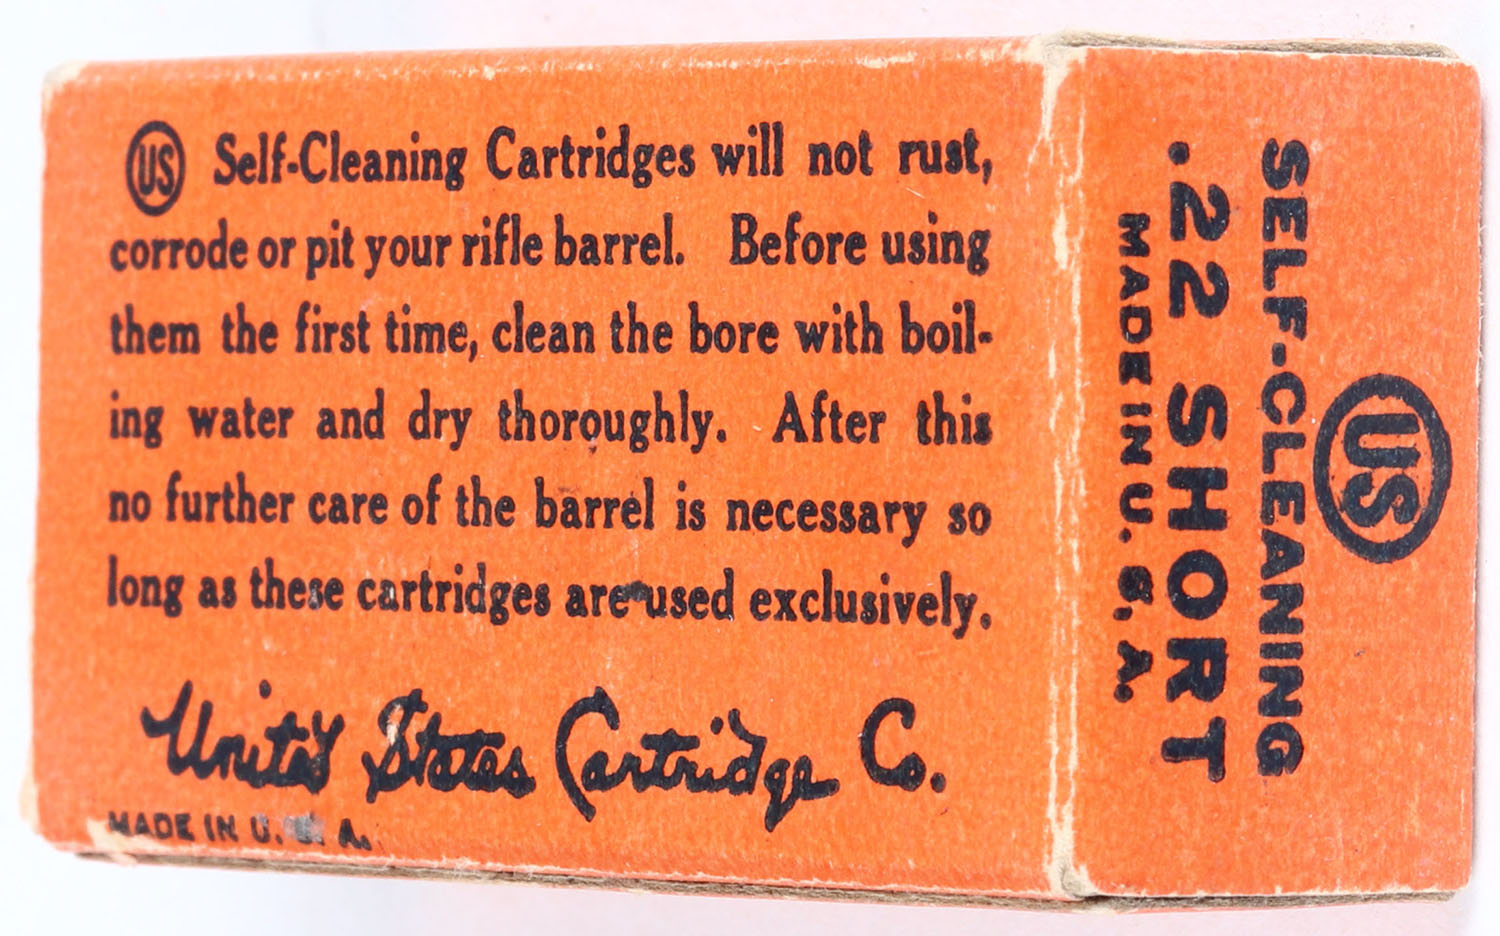 US Self-Cleaning Cartridges will not rust,
corrode or pit your rifle barrel. Before using
them the first time, clean the bore with boil-
ing water and dry thoroughly. After this
no further care of the barrel is necessary so
long as these cartridges are used exclusively.
United States Cartridge Co.
MADE IN U. S. A.
US
SELF-CLEANING
.22 SHORT
MADE IN U. S. A.